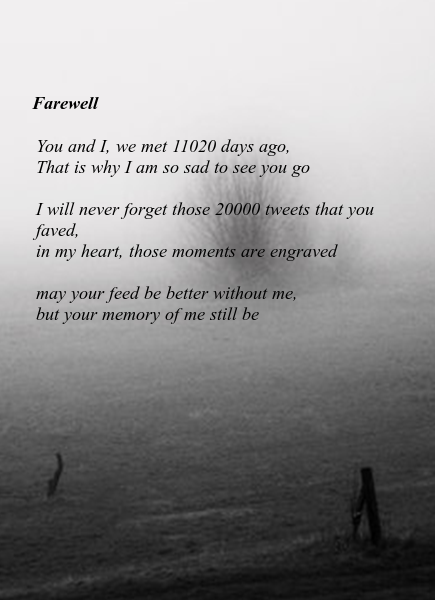 Farewell
You and I, we met 11020 days ago,
That is why I am so sad to see you go
I will never forget those 20000 tweets that you
faved,
in my heart, those moments are engraved
may your feed be better without me,
but your memory of me still be